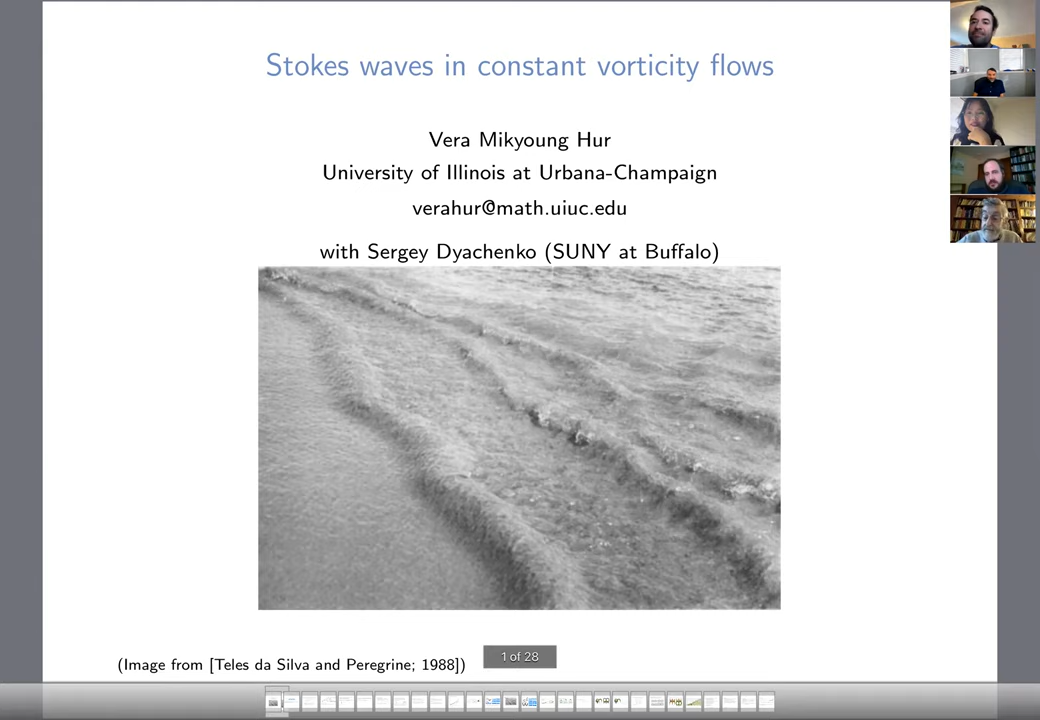 Stokes waves in constant vorticity flows
Vera Mikyoung Hur
University of Illinois at Urbana-Champaign
verahur@math.uiuc.edu
with Sergey Dyachenko (SUNY at Buffalo)
(Image from [Teles da Silva and Peregrine; 1988])
1 of 28